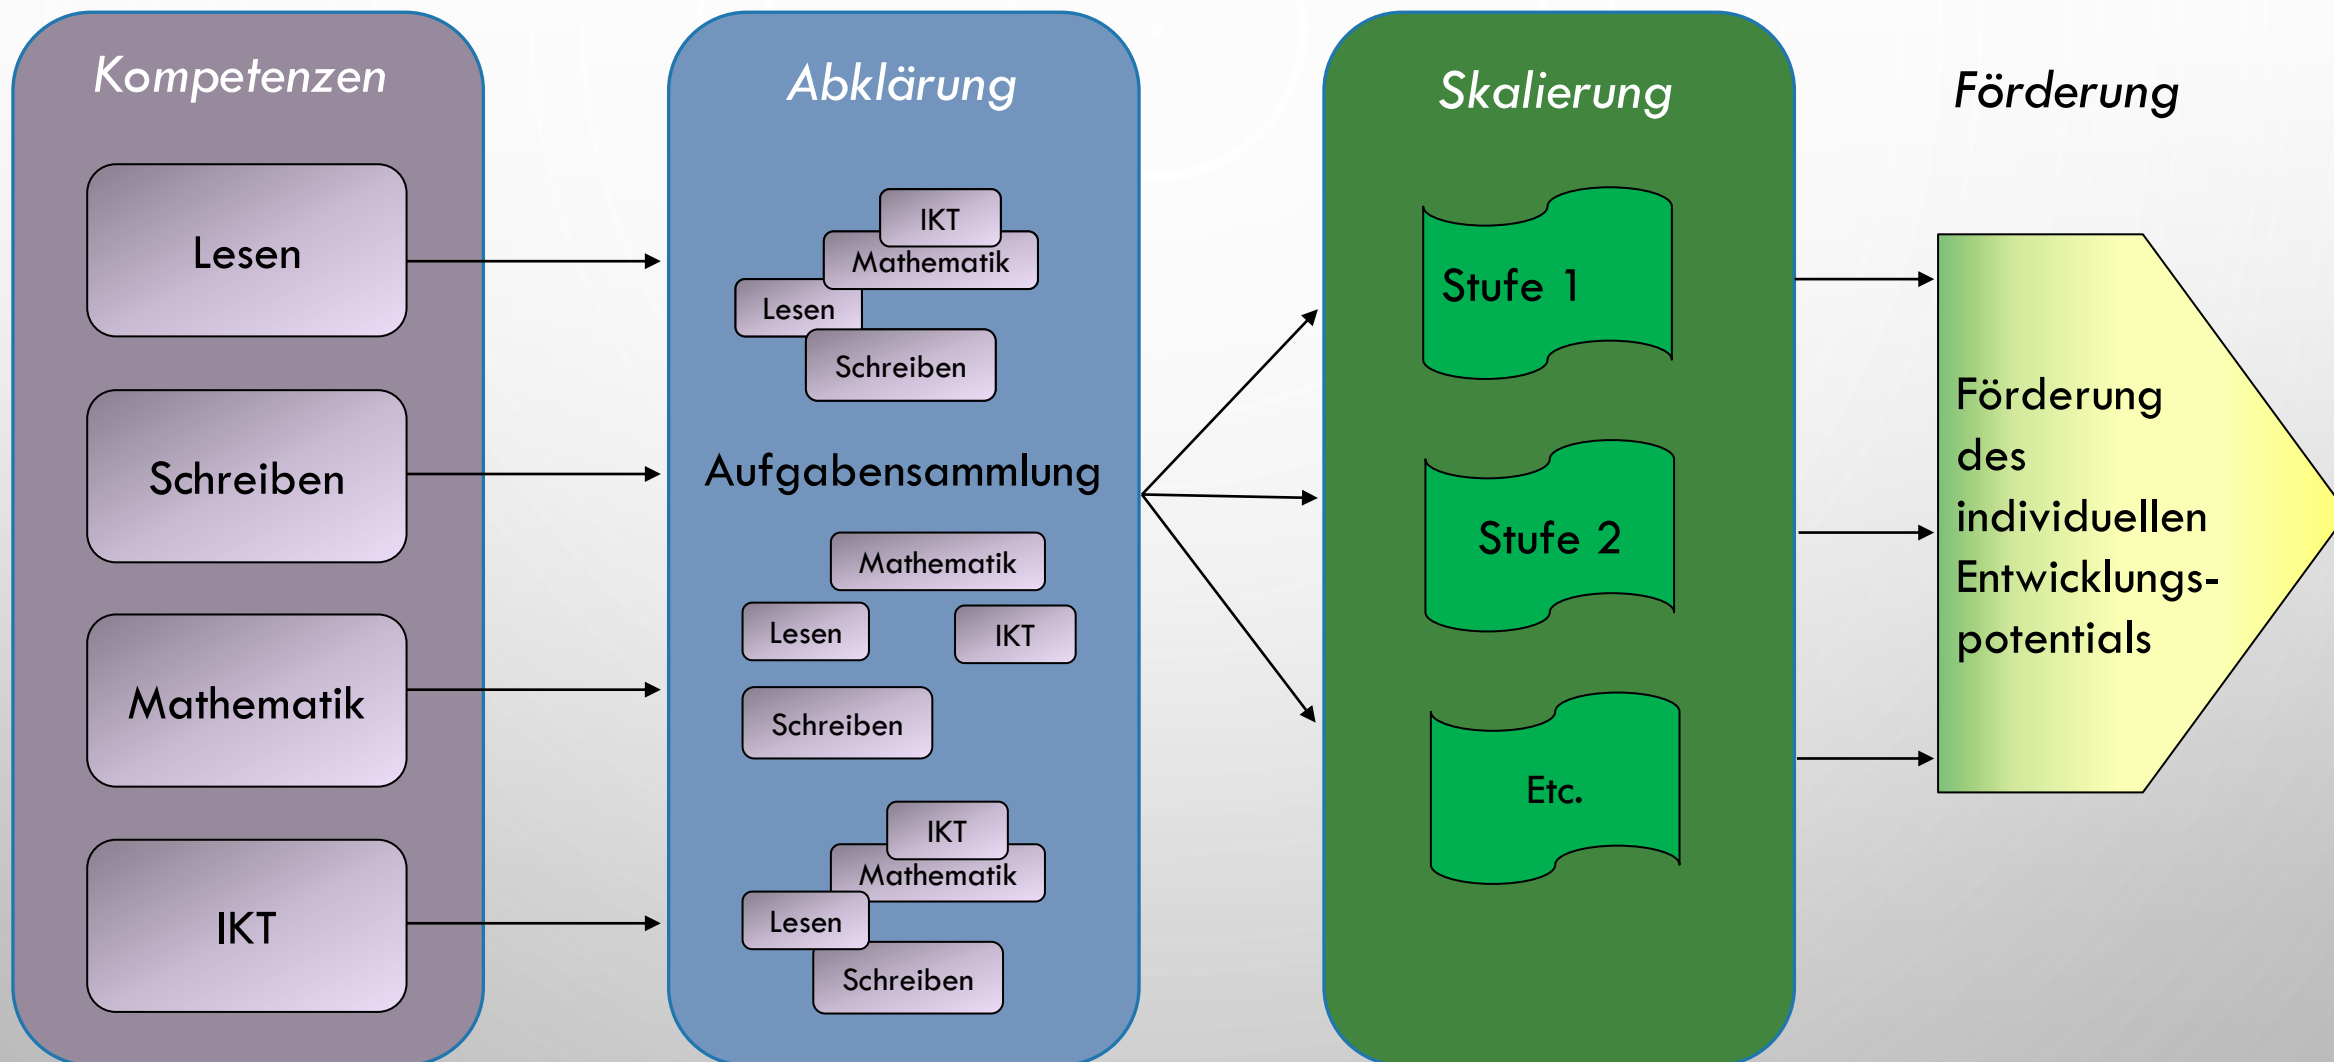 Kompetenzen
Lesen
Schreiben
Mathematik
IKT
Abklärung
IKT
Mathematik
Lesen
Schreiben
Aufgabensammlung
Mathematik
Lesen
IKT
Schreiben
IKT
Mathematik
Lesen
Schreiben
Skalierung
Stufe 1
Stufe 2
Etc.
Förderung
Förderung
des
individuellen
Entwicklungs-
potentials